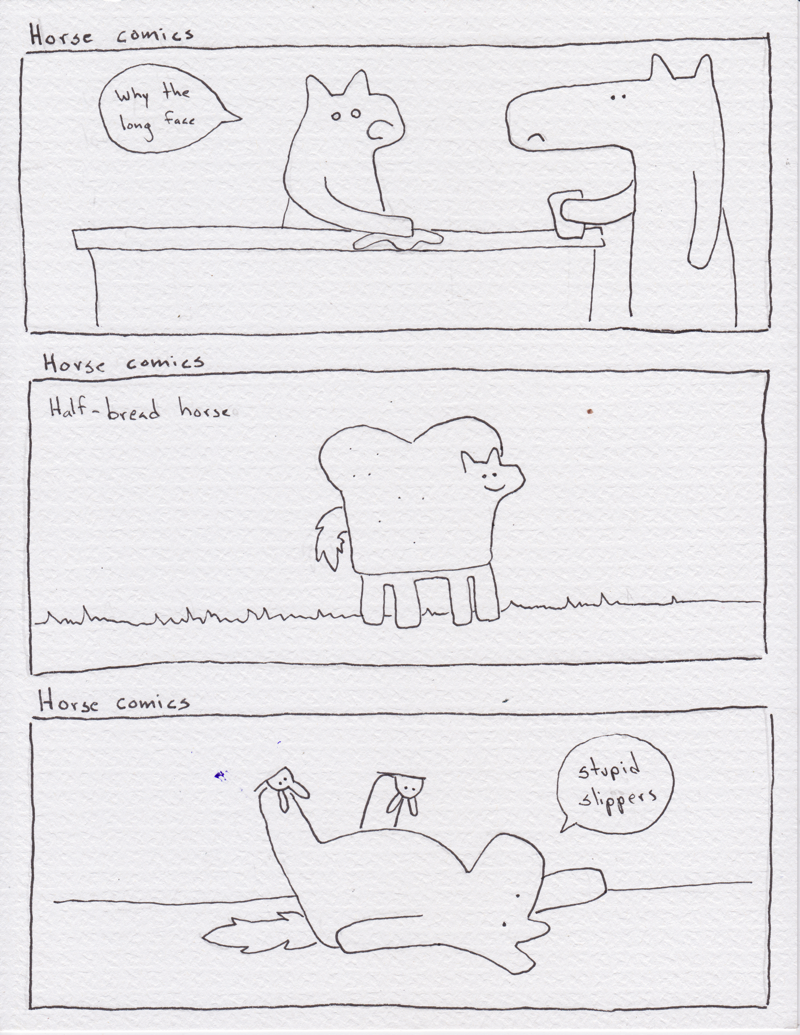 Horse comics
Why the
long face
Horse comics
Half-bread horse
Horse comics
stupid
slippers